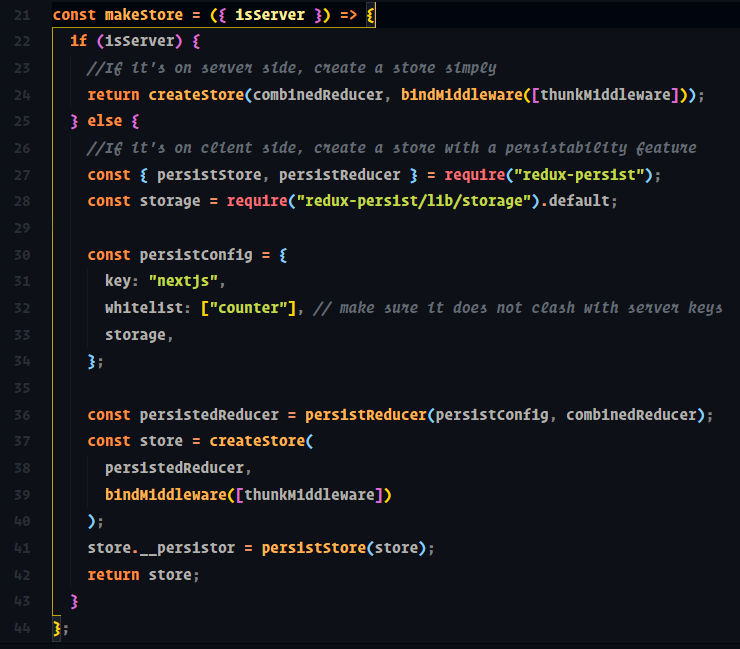 21 const makeStore = ({ isServer }) => {
22 if (isServer) {
23 //If it's on server side, create a store simply
24 return createStore(combinedReducer, bindMiddleware([thunkMiddleware]));
25 } else {
26 //If it's on client side, create a store with a persistability feature
27 const { persistStore, persistReducer } = require("redux-persist");
28 const storage = require("redux-persist/lib/storage").default;
29
30 const persistConfig = {
31 key: "nextjs",
32 whitelist: ["counter"], // make sure it does not clash with server keys
33 storage,
34 };
35
36 const persistedReducer = persistReducer(persistConfig, combinedReducer);
37 const store = createStore(
38 persistedReducer,
39 bindMiddleware([thunkMiddleware])
40 );
41 store.__persistor = persistStore(store);
42 return store;
43 }
44 };